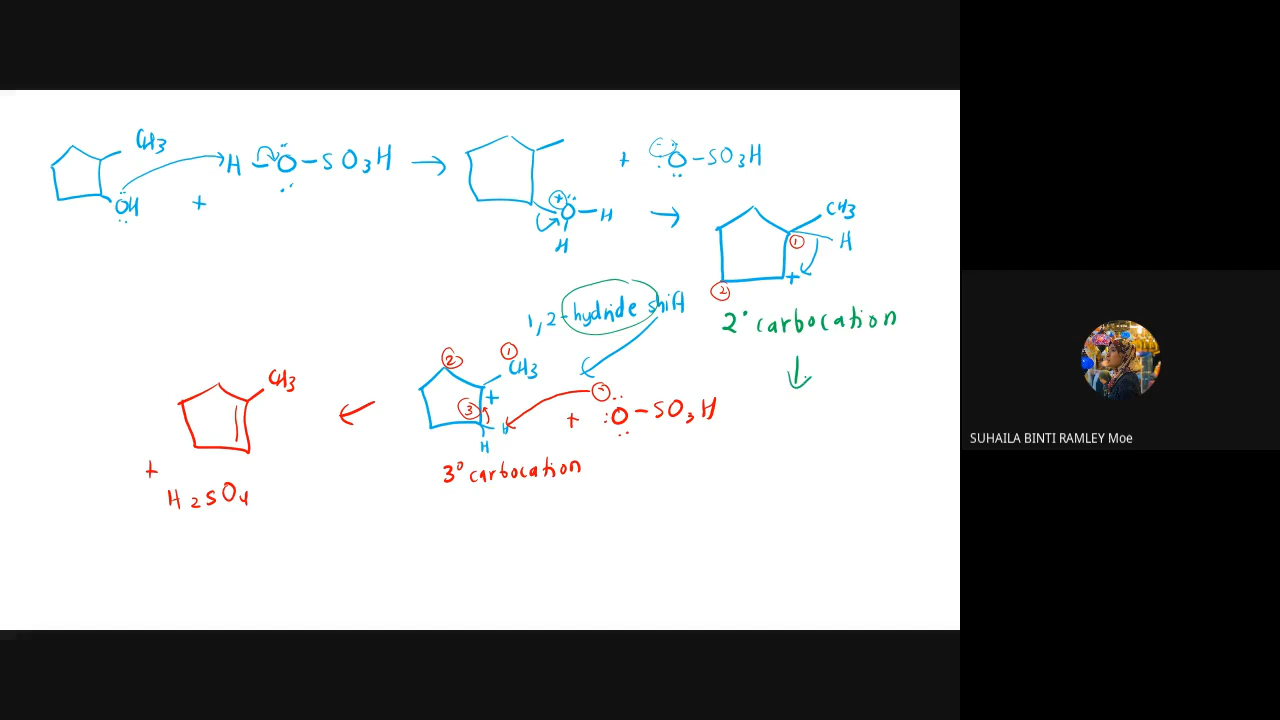 CH3
H – O – SO3H → + O – SO3H
OH
+
+ O – H →
H
CH3
① H
+
②
1,2-hydride shift
2° carbocation
↓
② ① CH3
+
③
H
+ :O – SO3H
3° carbocation
CH3
←
+
H2SO4
SUHAILA BINTI RAMLEY Moe